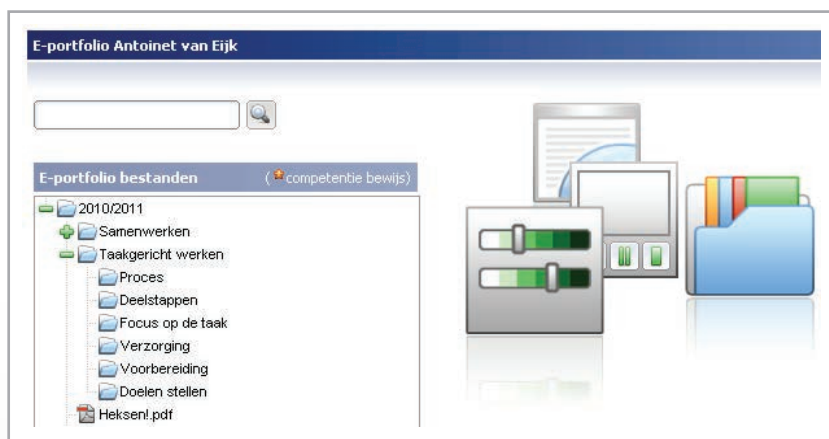 E-portfolio Antoinet van Eijk
E-portfolio bestanden (competentie bewijs)
2010/2011
Samenwerken
Taakgericht werken
Proces
Deelstappen
Focus op de taak
Verzorging
Voorbereiding
Doelen stellen
Heksen!.pdf